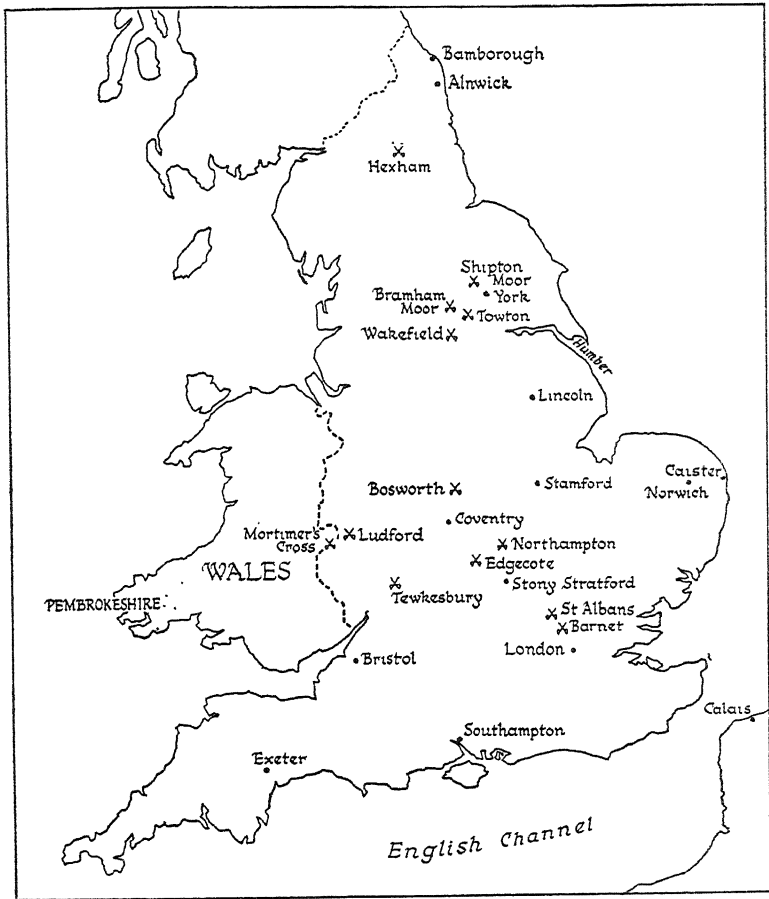 Bamborough
Alnwick
Hexham
Shipton
Moor
York
Bramham
Moor
Towton
Wakefield
Humber
Lincoln
Bosworth
Stamford
Caister
Norwich
Coventry
Mortimer's
Cross
Ludford
Northampton
Edgecote
WALES
Tewkesbury
Stony Stratford
PEMBROKESHIRE
St Albans
Barnet
London
Bristol
Calais
Southampton
Exeter
English Channel